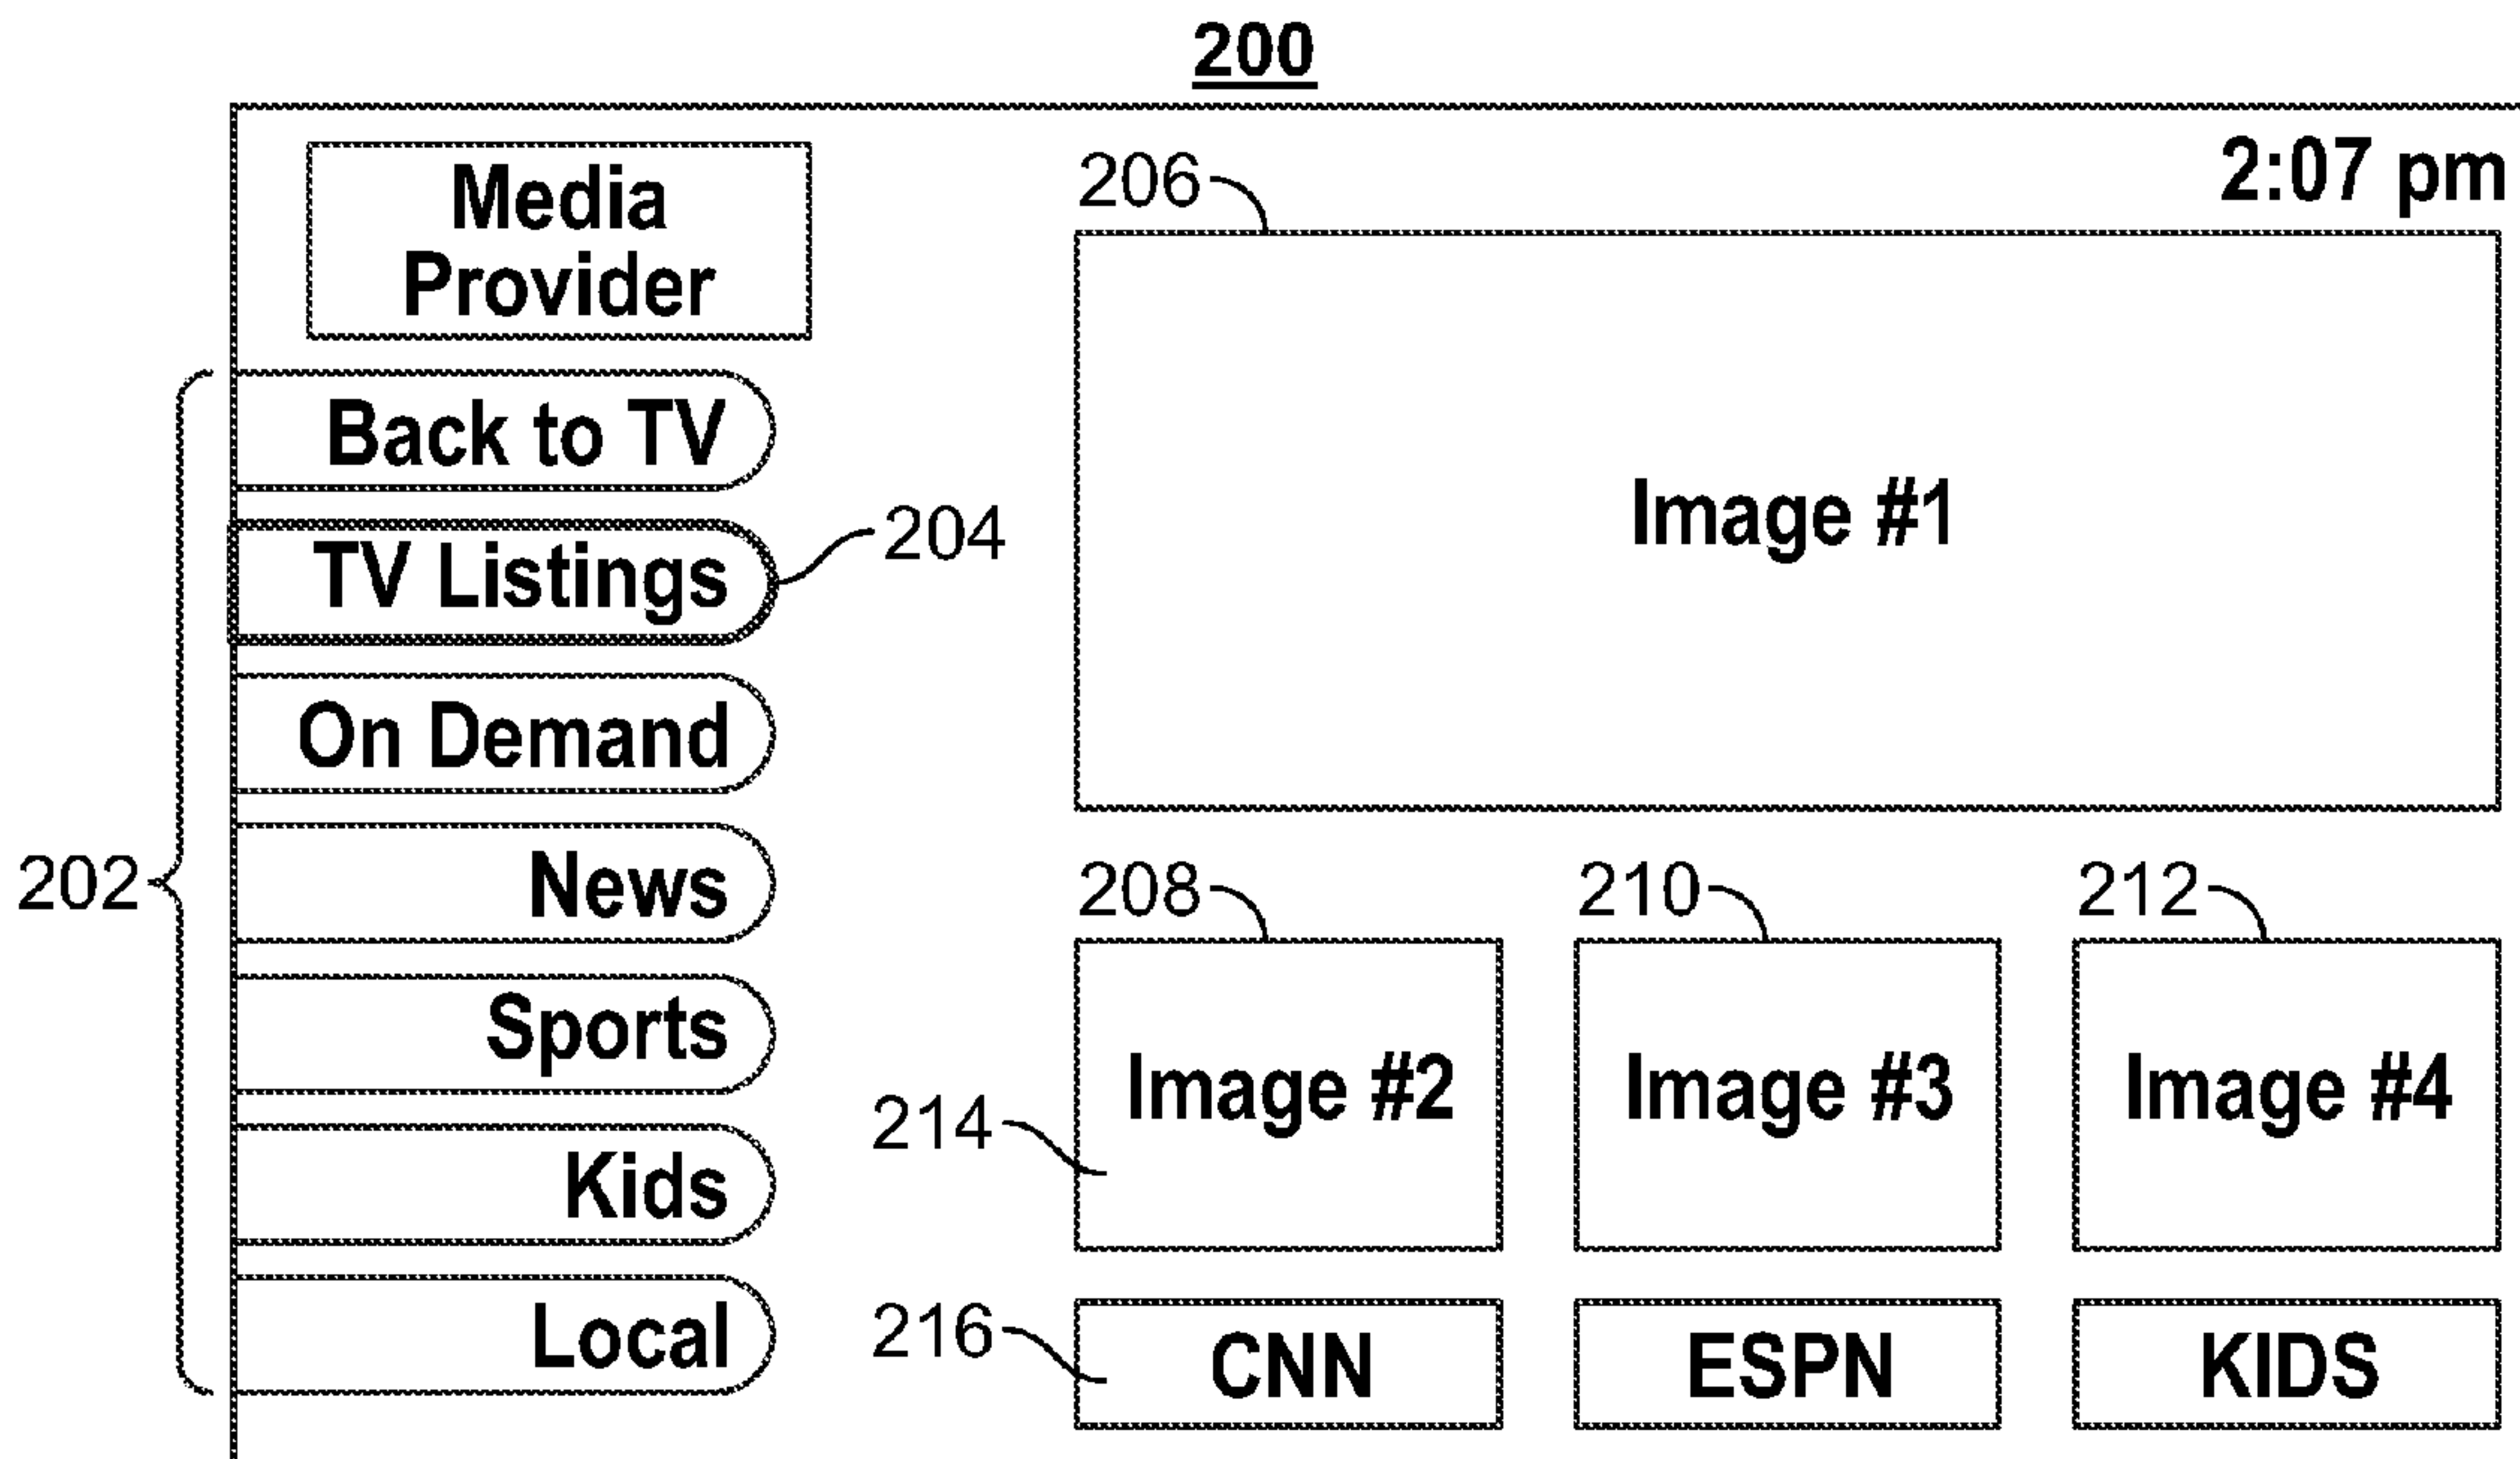 200
2:07 pm
Media
Provider
206
Image #1
Back to TV
TV Listings
204
On Demand
News
202
Sports
Kids
Local
208
210
212
Image #2
Image #3
Image #4
214
216
CNN
ESPN
KIDS